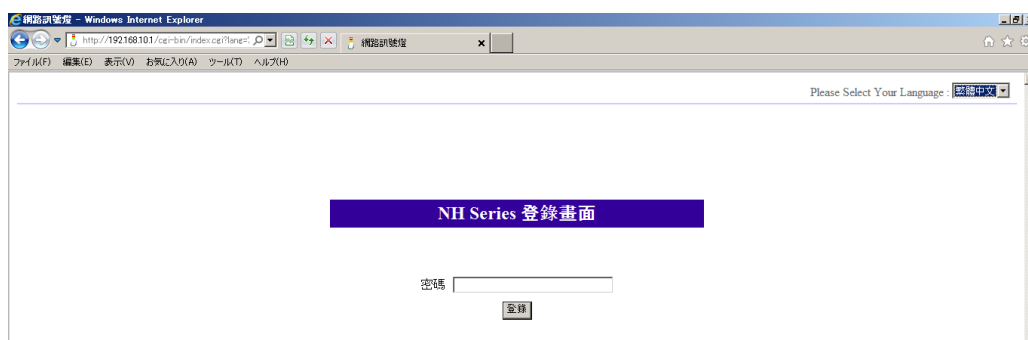 網路訊號燈 - Windows Internet Explorer
http://192.168.10.1/cgi-bin/index.cgi?lang=
網路訊號燈
ファイル(F) 編集(E) 表示(V) お気に入り(A) ツール(T) ヘルプ(H)
Please Select Your Language : 繁體中文
NH Series 登錄畫面
密碼
登錄